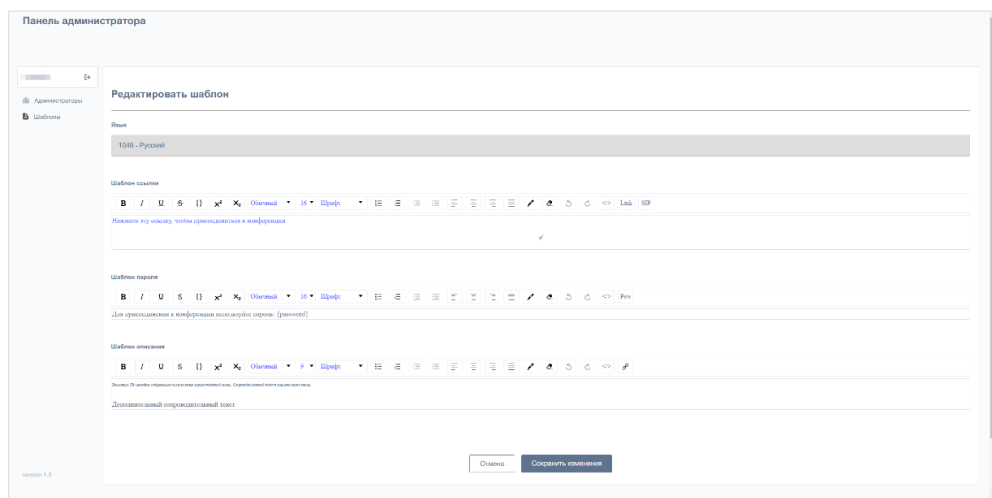 Панель администратора
Администраторы
Шаблоны
Редактировать шаблон
Язык
1049 - Русский
Шаблон ссылки
B I U S {} x² X₂ Обычный 16 Шрифт <> Link SIP
Нажмите эту ссылку, чтобы присоединиться к конференции
Шаблон пароля
B I U S {} x² X₂ Обычный 16 Шрифт <> Psw
Для присоединения к конференции используйте пароль: {password}
Шаблон описания
B I U S {} x² X₂ Обычный 9 Шрифт <>
Дополнительный сопроводительный текст
Отмена Сохранить изменения
version 1.0